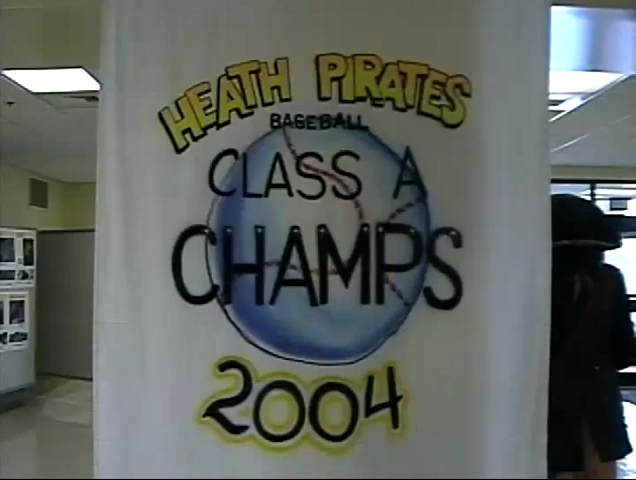 HEATH PIRATES
BASEBALL
CLASS A
CHAMPS
2004